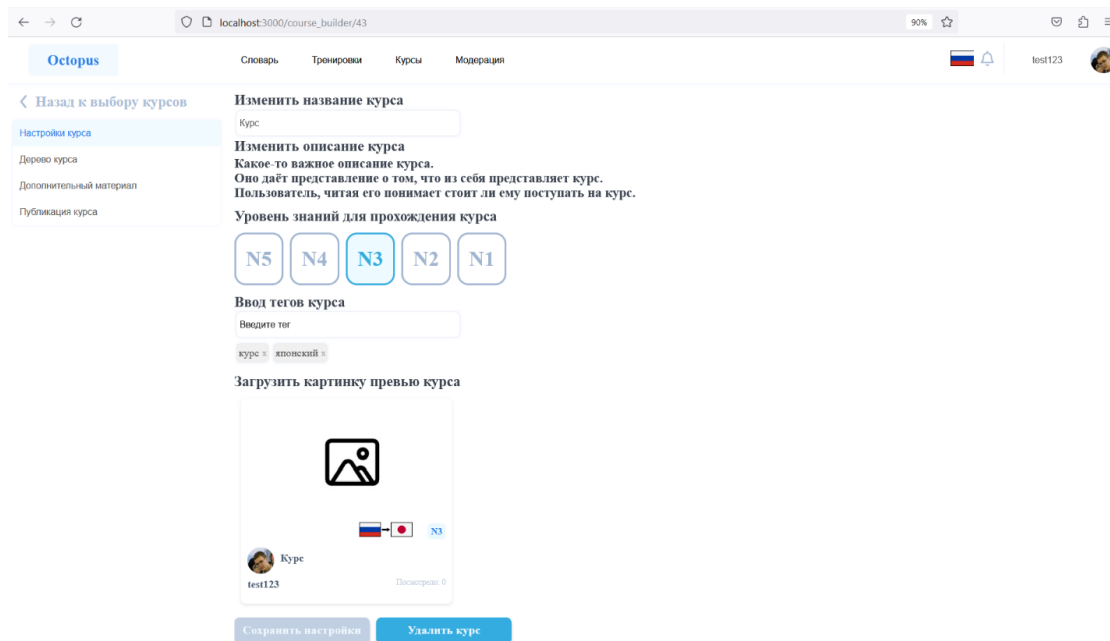 localhost:3000/course_builder/43
90%
Octopus
Словарь
Тренировки
Курсы
Модерация
test123
Назад к выбору курсов
Настройки курса
Дерево курса
Дополнительный материал
Публикация курса
Изменить название курса
Курс
Изменить описание курса
Какое-то важное описание курса.
Оно даёт представление о том, что из себя представляет курс.
Пользователь, читая его понимает стоит ли ему поступать на курс.
Уровень знаний для прохождения курса
N5 N4 N3 N2 N1
Ввод тегов курса
Введите тег
курс x японский x
Загрузить картинку превью курса
N3
Курс
test123
Посмотрело: 0
Сохранить настройки
Удалить курс